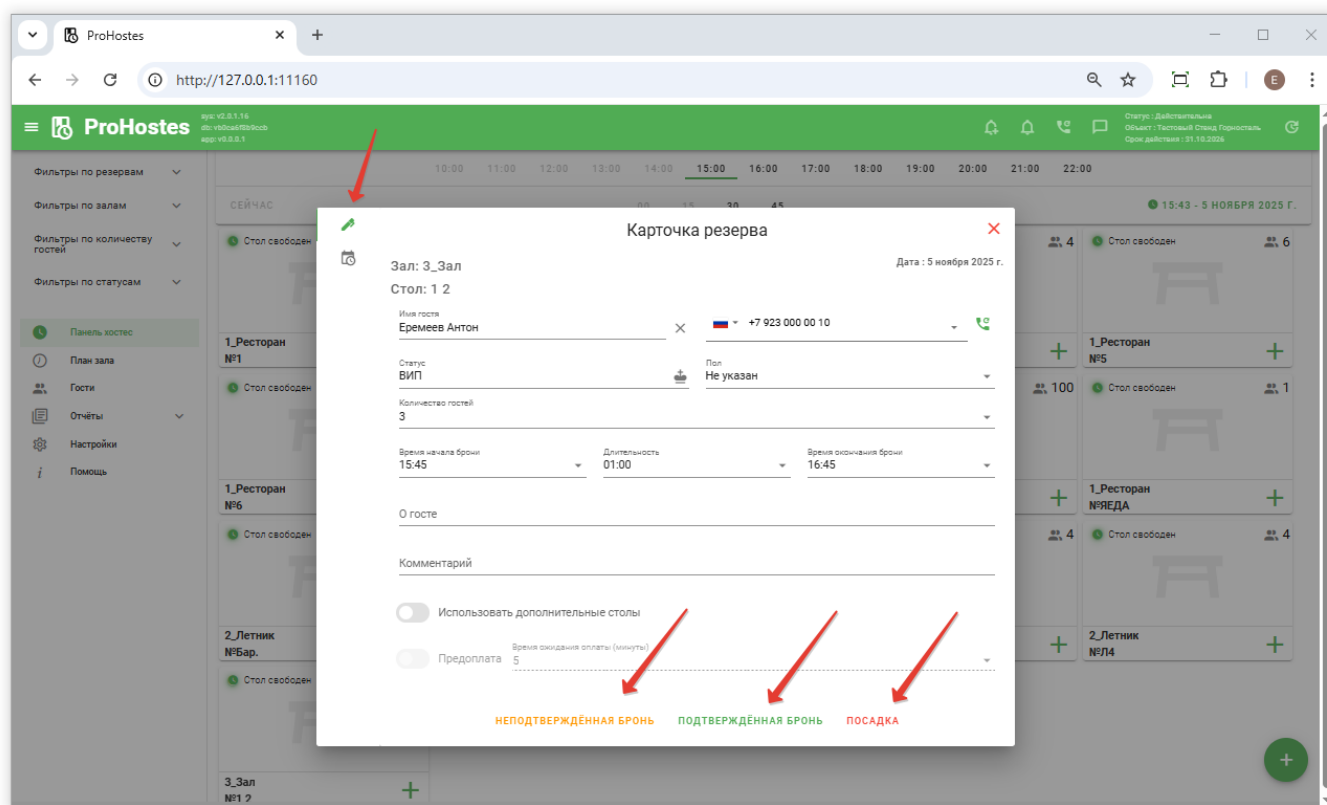 ProHostes
http://127.0.0.1:11160
E
ProHostes
sys: v2.0.1.16
app: v0.0.0.1
Статус : Действительна
Объект : Тестовый Стенд Горносталь
Срок действия : 31.10.2026
Фильтры по резервам
Фильтры по залам
Фильтры по количеству
гостей
Фильтры по статусам
Панель хостес
План зала
Гости
Отчёты
Настройки
i Помощь
10:00 11:00 12:00 13:00 14:00 15:00 16:00 17:00 18:00 19:00 20:00 21:00 22:00
СЕЙЧАС 00 15 30 45 15:43 - 5 НОЯБРЯ 2025 Г.
Стол свободен
1_Ресторан
№1
Стол свободен
1_Ресторан
№6
Стол свободен
2_Летник
№Бар.
Стол свободен
3_Зал
№1 2
Карточка резерва
Дата : 5 ноября 2025 г.
Зал: 3_Зал
Стол: 1 2
Имя гостя
Еремеев Антон
+7 923 000 00 10
Статус
ВИП
Пол
Не указан
Количество гостей
3
Время начала брони
15:45
Длительность
01:00
Время окончания брони
16:45
О госте
Комментарий
Использовать дополнительные столы
Предоплата
Время ожидания оплаты (минуты)
5
НЕПОДТВЕРЖДЁННАЯ БРОНЬ ПОДТВЕРЖДЁННАЯ БРОНЬ ПОСАДКА
4
100
4
Стол свободен 6
1_Ресторан
№5
Стол свободен 1
1_Ресторан
№ЯЕДА
Стол свободен 4
2_Летник
№Л4